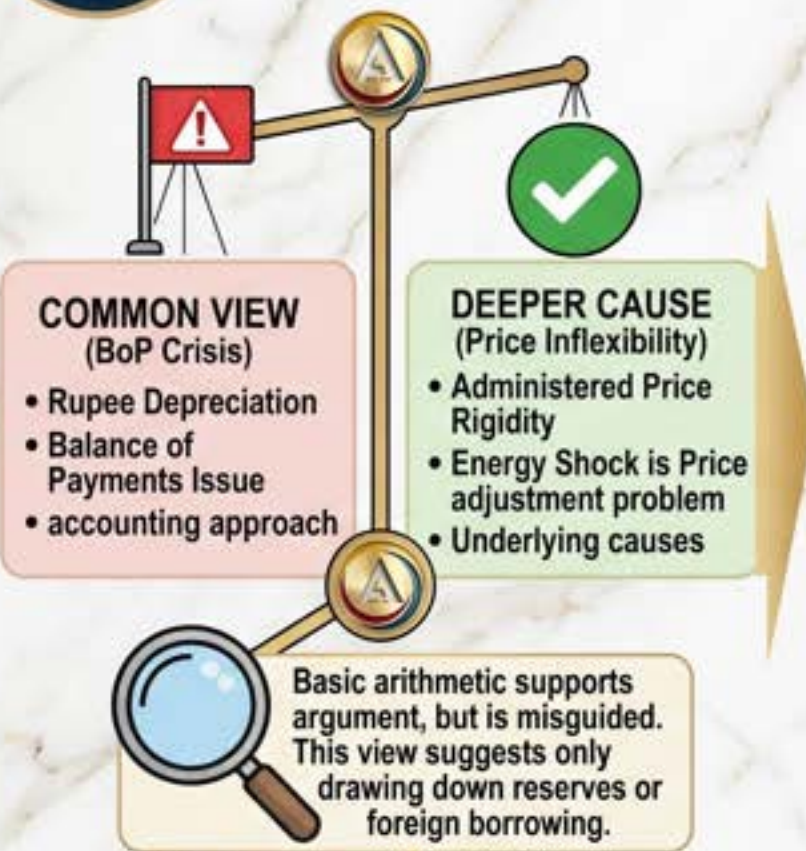 COMMON VIEW
(BoP Crisis)
• Rupee Depreciation
• Balance of
Payments Issue
• accounting approach
DEEPER CAUSE
(Price Inflexibility)
• Administered Price
Rigidity
• Energy Shock is Price
adjustment problem
• Underlying causes
Basic arithmetic supports
argument, but is misguided.
This view suggests only
drawing down reserves or
foreign borrowing.